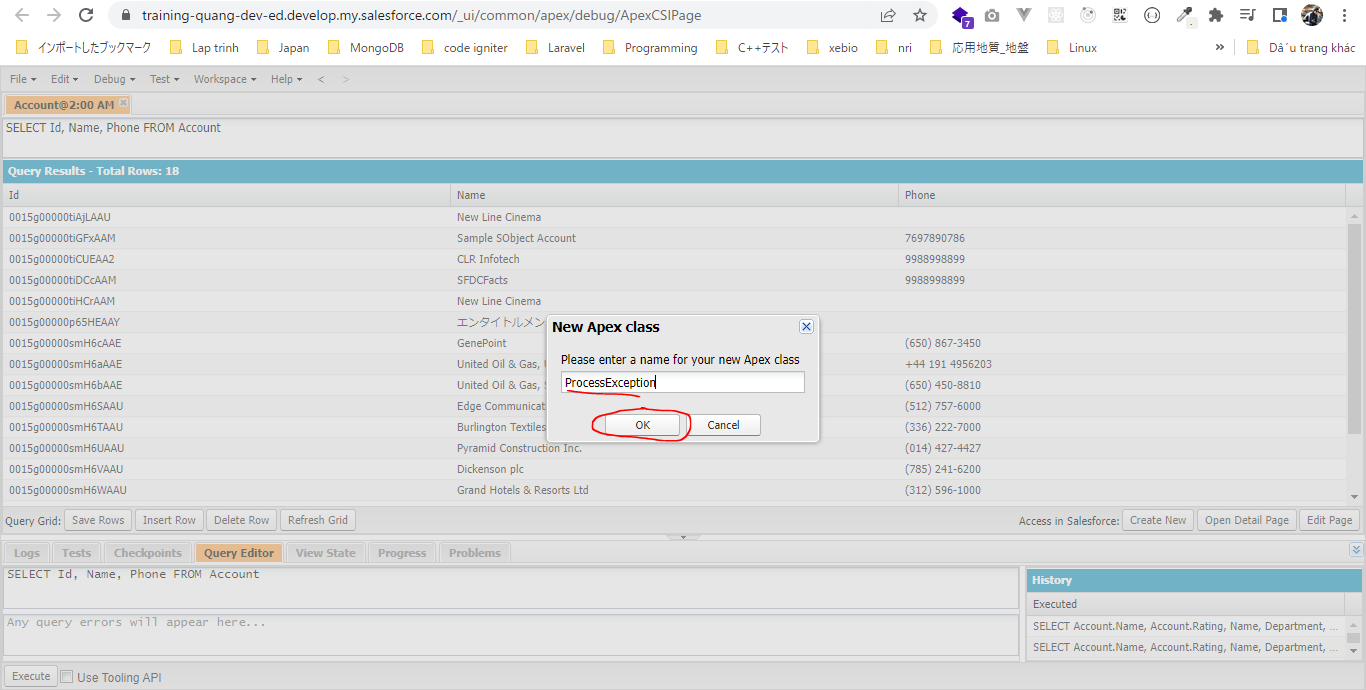 training-quang-dev-ed.develop.my.salesforce.com/_ui/common/apex/debug/ApexCSIPage
7
インポートしたブックマーク Lap trinh Japan MongoDB code igniter Laravel Programming C++テスト xebio nri 応用地質_地盤 Linux » Dấu trang khác
File Edit Debug Test Workspace Help < >
Account@2:00 AM
SELECT Id, Name, Phone FROM Account
Query Results - Total Rows: 18
Id Name Phone
0015g00000tiAjLAAU New Line Cinema
0015g00000tiGFxAAM Sample SObject Account 7697890786
0015g00000tiCUEAA2 CLR Infotech 9988998899
0015g00000tiDCcAAM SFDCFacts 9988998899
0015g00000tiHCrAAM New Line Cinema
0015g00000p65HEAAY エンタイトルメン
0015g00000smH6cAAE GenePoint (650) 867-3450
0015g00000smH6aAAE United Oil & Gas, +44 191 4956203
0015g00000smH6bAAE United Oil & Gas, (650) 450-8810
0015g00000smH6SAAU Edge Communicat (512) 757-6000
0015g00000smH6TAAU Burlington Textiles (336) 222-7000
0015g00000smH6UAAU Pyramid Construction Inc. (014) 427-4427
0015g00000smH6VAAU Dickenson plc (785) 241-6200
0015g00000smH6WAAU Grand Hotels & Resorts Ltd (312) 596-1000
New Apex class
Please enter a name for your new Apex class
ProcessException
OK Cancel
Query Grid: Save Rows Insert Row Delete Row Refresh Grid Access in Salesforce: Create New Open Detail Page Edit Page
Logs Tests Checkpoints Query Editor View State Progress Problems
SELECT Id, Name, Phone FROM Account
Any query errors will appear here...
History
Executed
SELECT Account.Name, Account.Rating, Name, Department, ...
SELECT Account.Name, Account.Rating, Name, Department, ...
Execute Use Tooling API